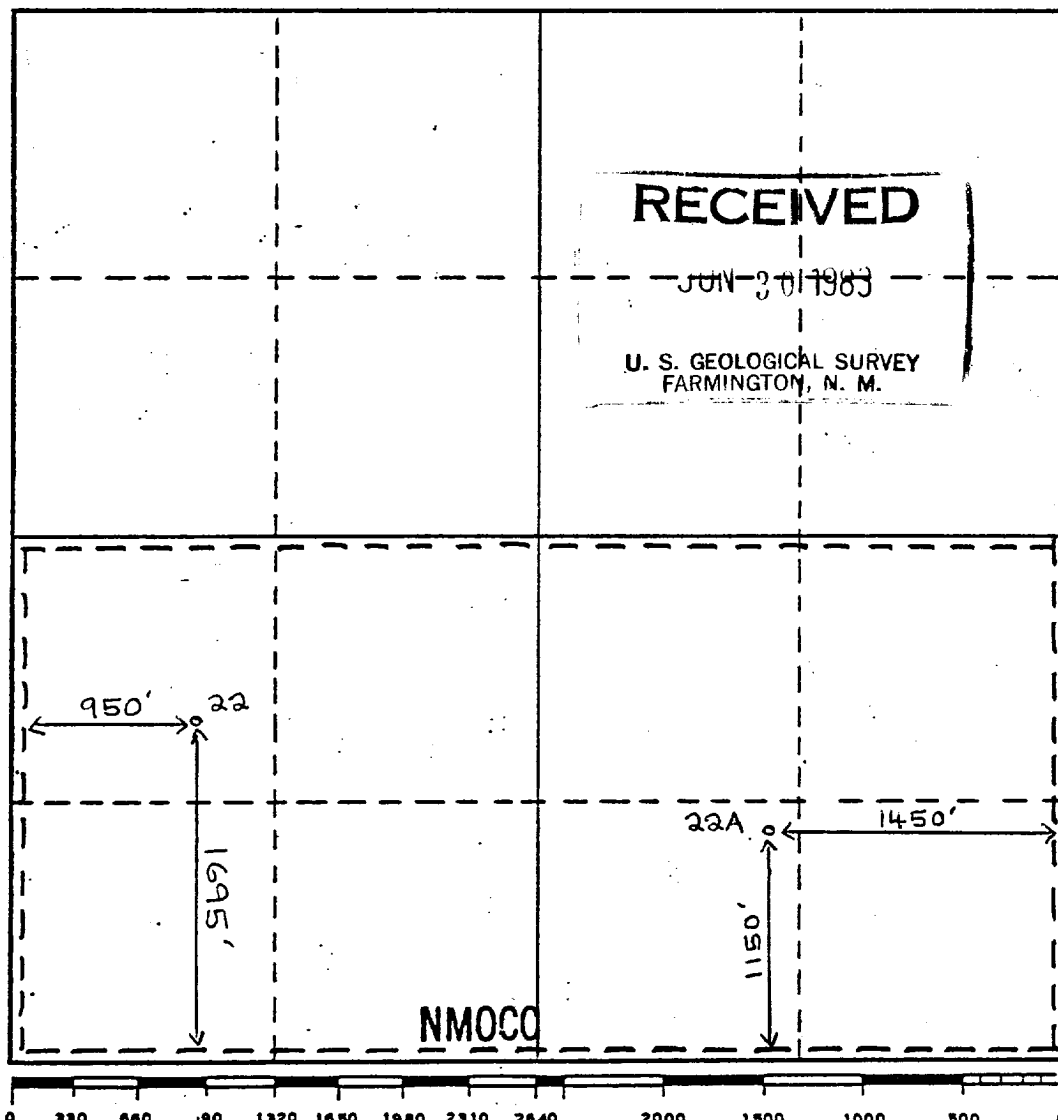 RECEIVED
JUN 30 1983
U. S. GEOLOGICAL SURVEY
FARMINGTON, N. M.
950'
22
1695'
22A
1450'
1150'
NMOCO
0 330 660 .90 1320 1650 1980 2310 2640 2000 1500 1000 500